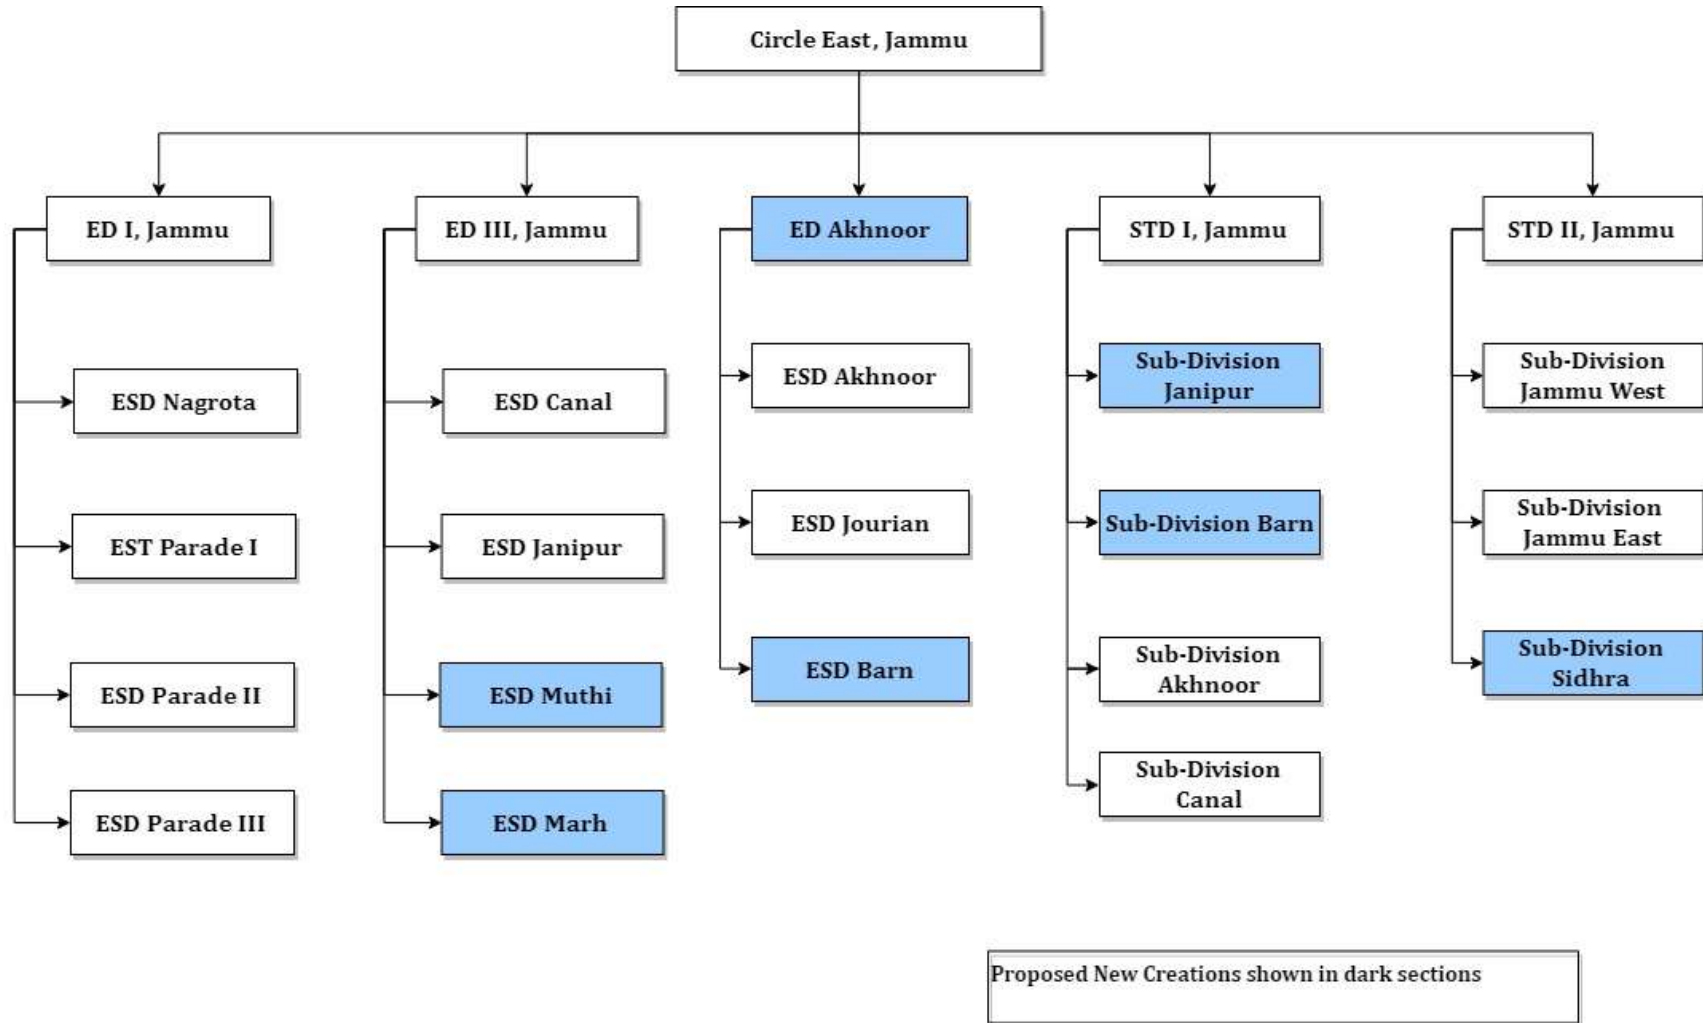 Circle East, Jammu
ED I, Jammu
ED III, Jammu
ED Akhnoor
STD I, Jammu
STD II, Jammu
ESD Nagrota
EST Parade I
ESD Parade II
ESD Parade III
ESD Canal
ESD Janipur
ESD Muthi
ESD Marh
ESD Akhnoor
ESD Jourian
ESD Barn
Sub-Division
Janipur
Sub-Division Barn
Sub-Division
Akhnoor
Sub-Division
Canal
Sub-Division
Jammu West
Sub-Division
Jammu East
Sub-Division
Sidhra
Proposed New Creations shown in dark sections